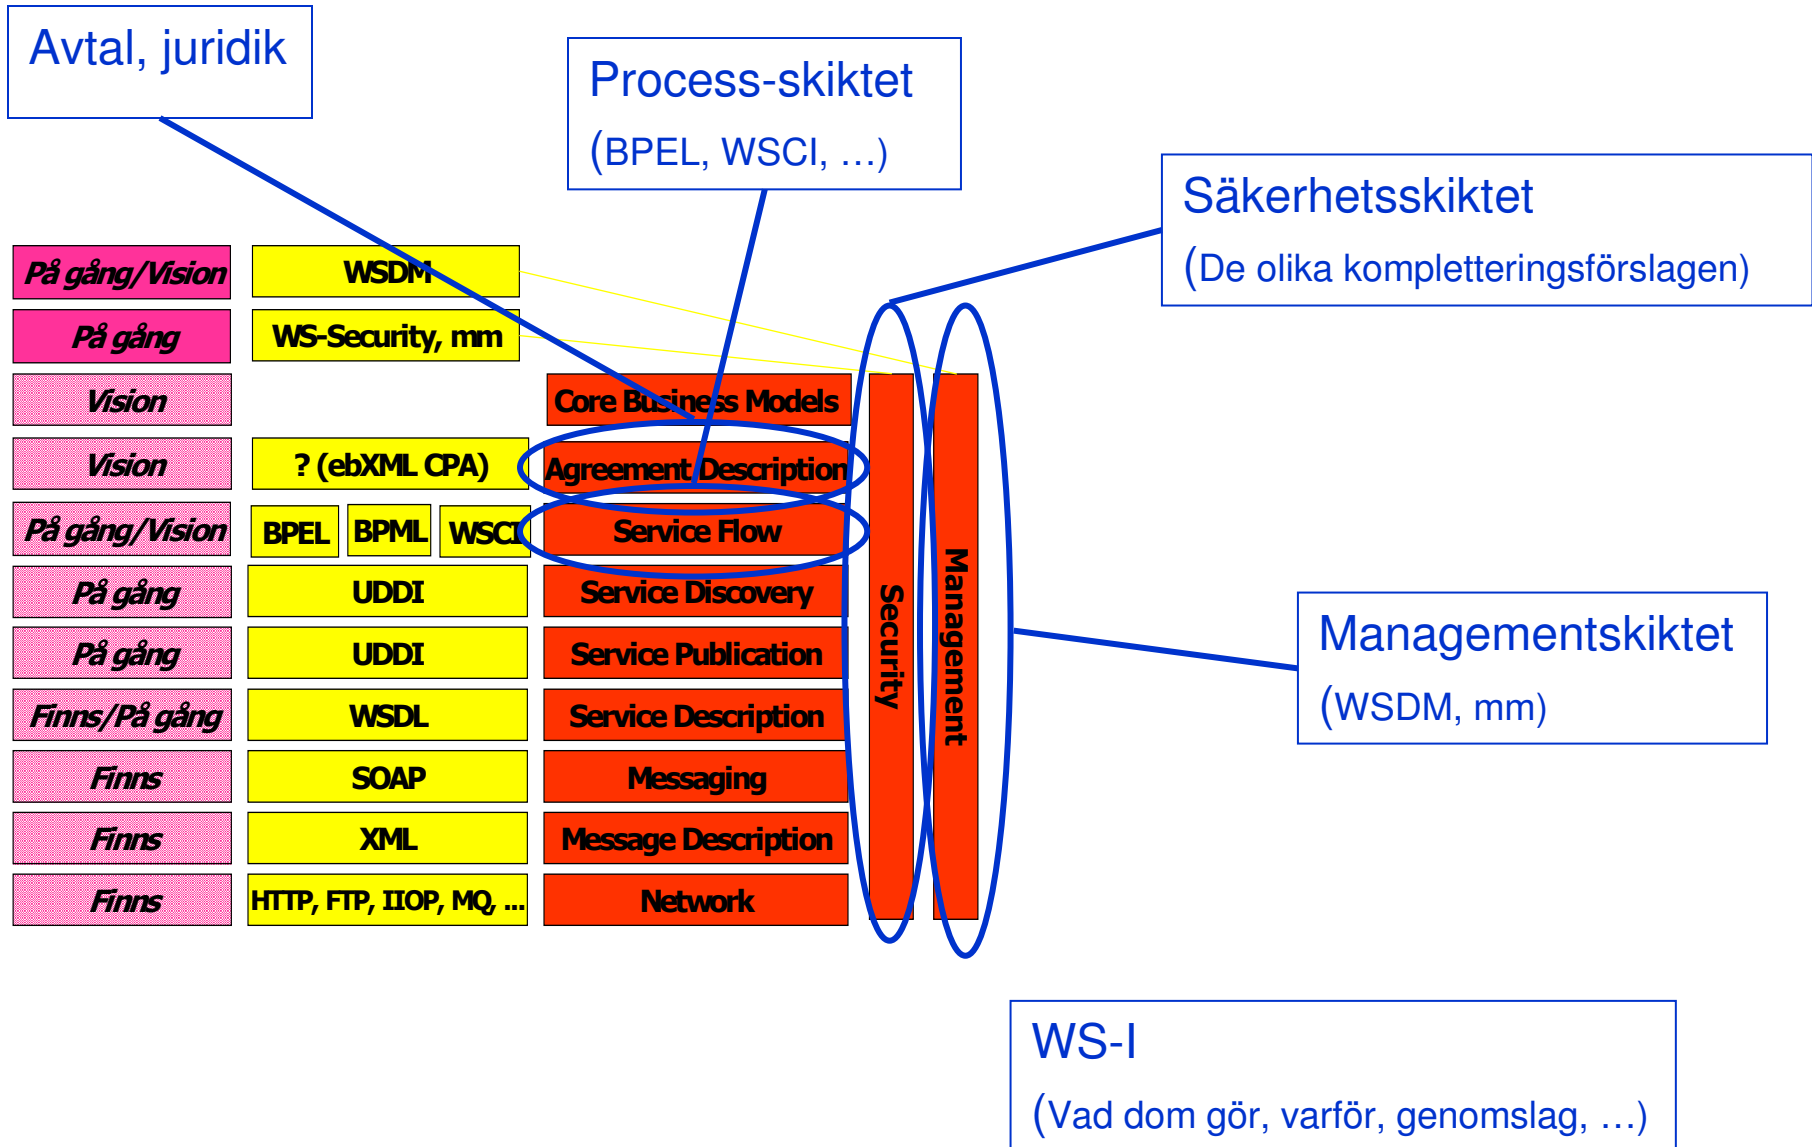 Avtal, juridik
Process-skiktet
(BPEL, WSCI, …)
Säkerhetsskiktet
(De olika kompletteringsförslagen)
På gång/Vision WSDM
På gång WS-Security, mm
Vision Core Business Models
Vision ? (ebXML CPA) Agreement Description
På gång/Vision BPEL BPML WSCI Service Flow
På gång UDDI Service Discovery
På gång UDDI Service Publication
Finns/På gång WSDL Service Description
Finns SOAP Messaging
Finns XML Message Description
Finns HTTP, FTP, IIOP, MQ, ... Network
Security
Management
Managementskiktet
(WSDM, mm)
WS-I
(Vad dom gör, varför, genomslag, …)